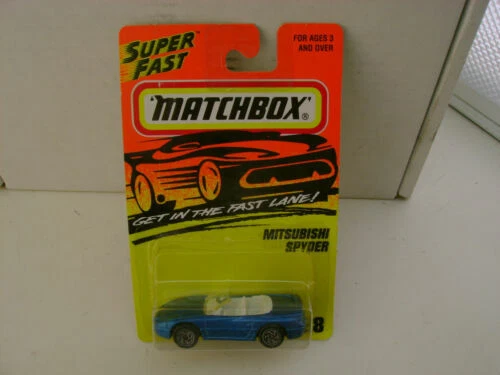 SUPER
FAST
FOR AGES 3
AND OVER
MATCHBOX®
GET IN THE FAST LANE!
MITSUBISHI
SPYDER
8